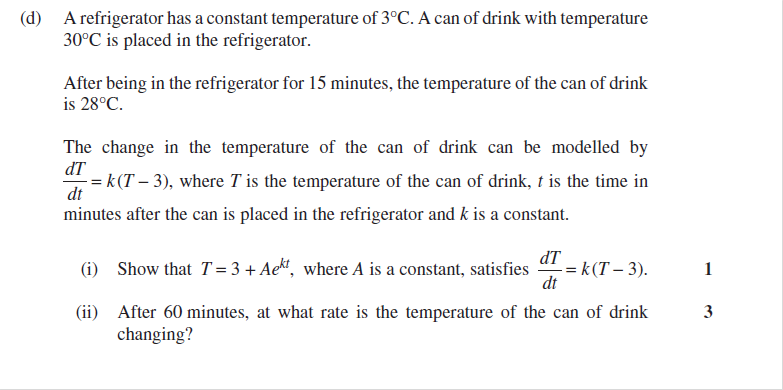 (d) A refrigerator has a constant temperature of 3°C. A can of drink with temperature
30°C is placed in the refrigerator.
After being in the refrigerator for 15 minutes, the temperature of the can of drink
is 28°C.
The change in the temperature of the can of drink can be modelled by
dT/dt = k(T – 3), where T is the temperature of the can of drink, t is the time in
minutes after the can is placed in the refrigerator and k is a constant.
(i) Show that T = 3 + Ae^{kt}, where A is a constant, satisfies dT/dt = k(T – 3). 1
(ii) After 60 minutes, at what rate is the temperature of the can of drink 3
changing?